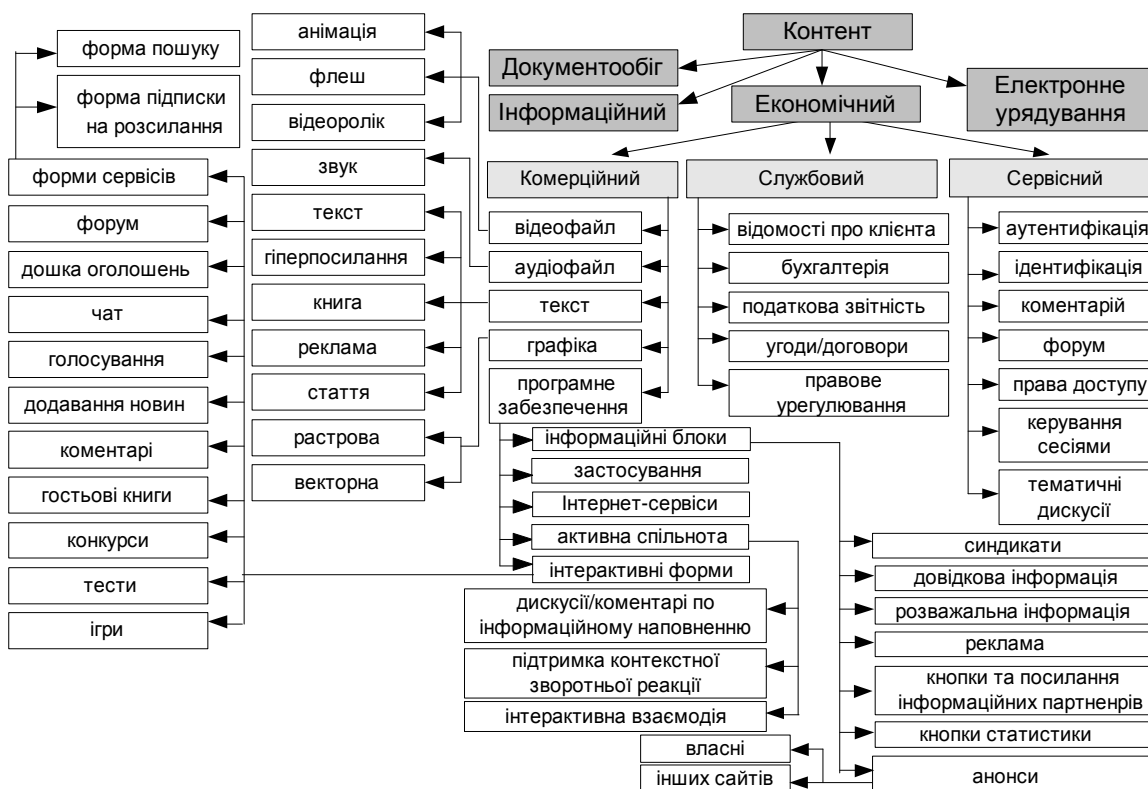 Контент
Документообіг
Інформаційний
Економічний
Електронне
урядування
Комерційний
Службовий
Сервісний
відеофайл
аудіофайл
текст
графіка
програмне
забезпечення
відомості про клієнта
бухгалтерія
податкова звітність
угоди/договори
правове
урегулювання
аутентифікація
ідентифікація
коментарій
форум
права доступу
керування
сесіями
тематичні
дискусії
анімація
флеш
відеоролік
звук
текст
гіперпосилання
книга
реклама
стаття
растрова
векторна
форма пошуку
форма підписки
на розсилання
форми сервісів
форум
дошка оголошень
чат
голосування
додавання новин
коментарі
гостьові книги
конкурси
тести
ігри
інформаційні блоки
застосування
Інтернет-сервіси
активна спільнота
інтерактивні форми
дискусії/коментарі по
інформаційному наповненню
підтримка контекстної
зворотньої реакції
інтерактивна взаємодія
синдикати
довідкова інформація
розважальна інформація
реклама
кнопки та посилання
інформаційних партненрів
кнопки статистики
анонси
власні
інших сайтів